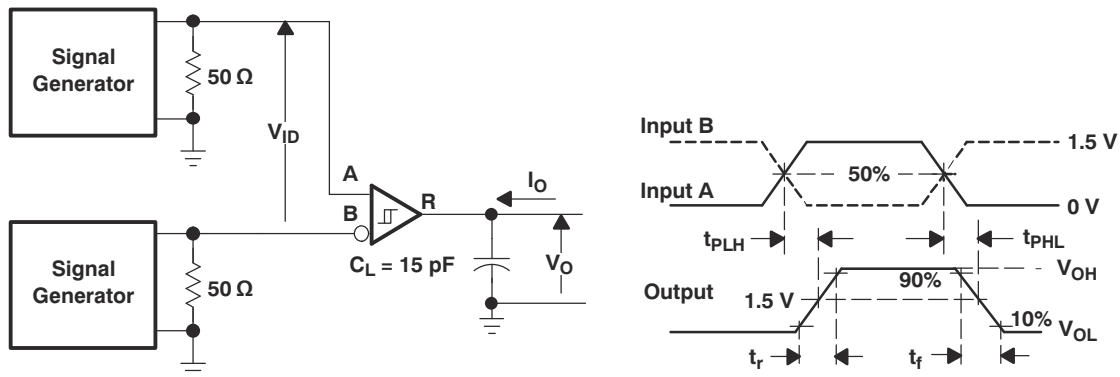 Signal
Generator
50 Ω
V_ID
Signal
Generator
50 Ω
A
B
R
I_O
C_L = 15 pF
V_O
Input B
1.5 V
50%
Input A
0 V
t_PLH
t_PHL
V_OH
90%
Output
1.5 V
10%
V_OL
t_r
t_f